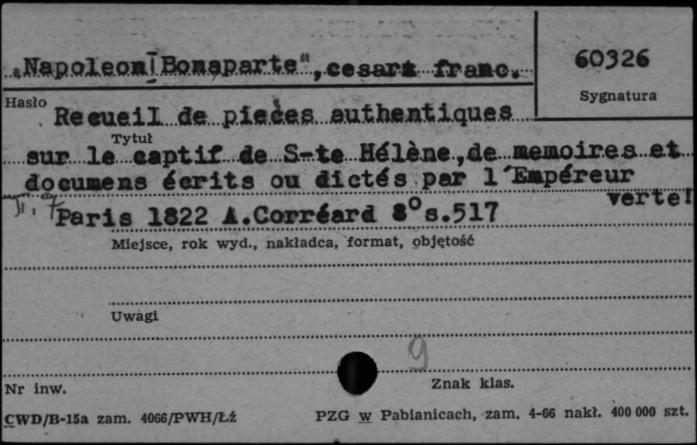 „Napoleon I Bonaparte", cesarz franc.
60326
Sygnatura
Hasło
Recueil de pieces authentiques
Tytuł
sur le captif de S-te Hélène,de memoires et
documens écrits ou dictés par l'Empéreur
verte!
Paris 1822 A.Corréard 8° s.517
Miejsce, rok wyd., nakładca, format, objętość
Uwagi
9
Nr inw.
Znak klas.
CWD/B-15a zam. 4066/PWH/Łź
PZG w Pabianicach, zam. 4-66 nakł. 400 000 szt.